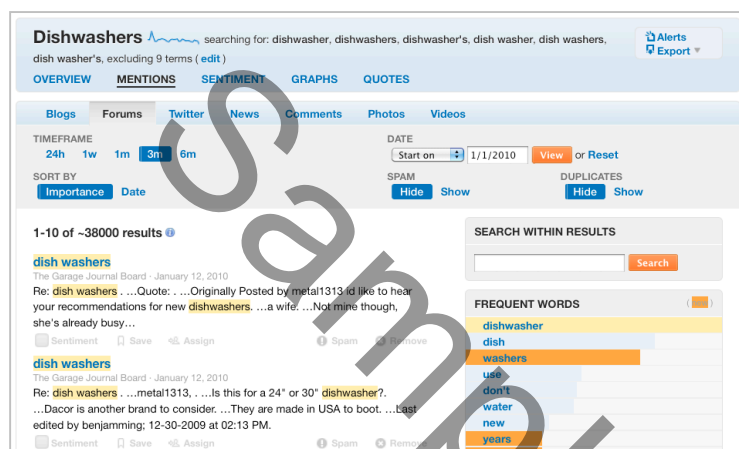 Dishwashers searching for: dishwasher, dishwashers, dishwasher's, dish washer, dish washers,
dish washer's, excluding 9 terms ( edit )
Alerts
Export
OVERVIEW MENTIONS SENTIMENT GRAPHS QUOTES
Blogs Forums Twitter News Comments Photos Videos
TIMEFRAME
24h 1w 1m 3m 6m
DATE
Start on 1/1/2010 View or Reset
SORT BY
Importance Date
SPAM
Hide Show
DUPLICATES
Hide Show
1-10 of ~38000 results
dish washers
The Garage Journal Board · January 12, 2010
Re: dish washers . …Quote: . …Originally Posted by metal1313 id like to hear
your recommendations for new dishwashers. …a wife. …Not mine though,
she's already busy…
Sentiment Save Assign Spam Remove
dish washers
The Garage Journal Board · January 12, 2010
Re: dish washers . …metal1313, . …Is this for a 24" or 30" dishwasher?.
…Dacor is another brand to consider. …They are made in USA to boot. …Last
edited by benjamming; 12-30-2009 at 02:13 PM.
Sentiment Save Assign Spam Remove
SEARCH WITHIN RESULTS
Search
FREQUENT WORDS
dishwasher
dish
washers
use
don't
water
new
years
Sampl